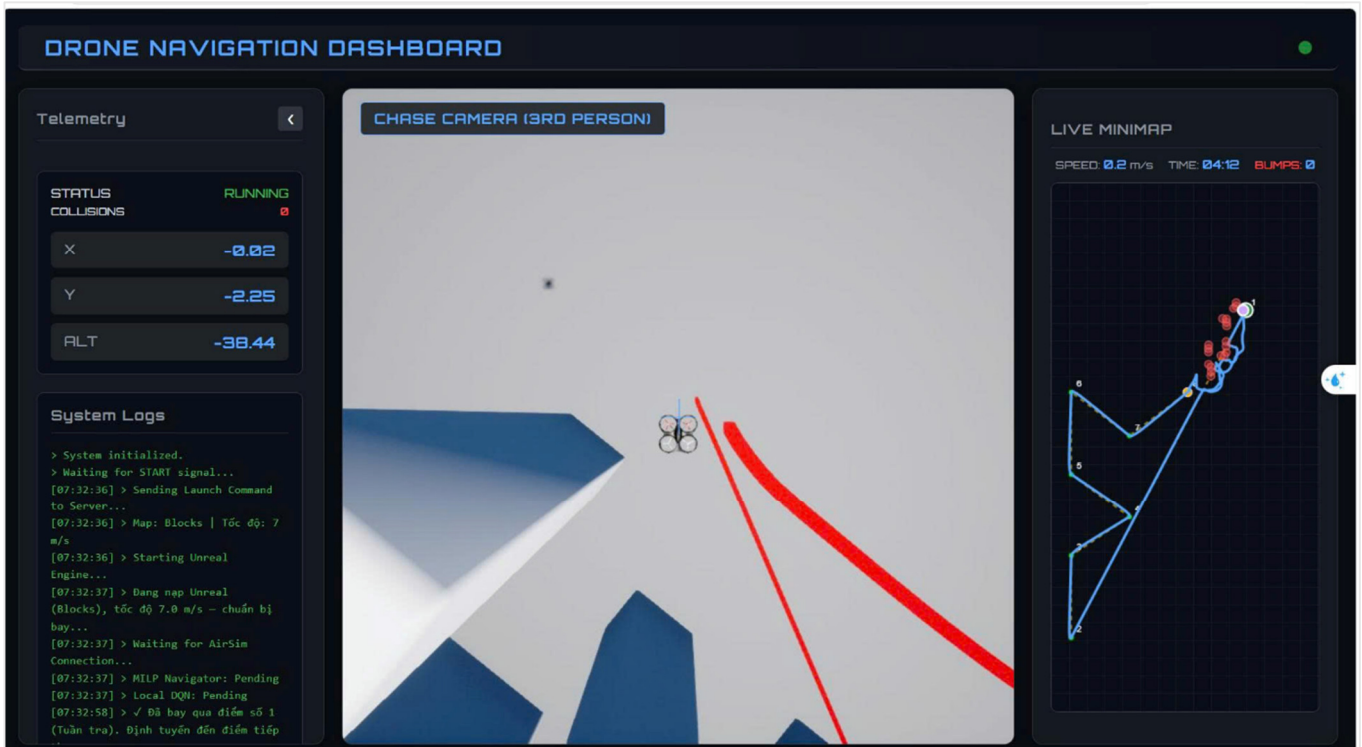 DRONE NAVIGATION DASHBOARD
Telemetry
STATUS RUNNING
COLLISIONS 0
X -0.02
Y -2.25
ALT -38.44
System Logs
> System initialized.
> Waiting for START signal...
[07:32:36] > Sending Launch Command
to Server...
[07:32:36] > Map: Blocks | Tốc độ: 7
m/s
[07:32:36] > Starting Unreal
Engine...
[07:32:37] > Đang nạp Unreal
(Blocks), tốc độ 7.0 m/s — chuẩn bị
bay...
[07:32:37] > Waiting for AirSim
Connection...
[07:32:37] > MILP Navigator: Pending
[07:32:37] > Local DQN: Pending
[07:32:58] > ✓ Đã bay qua điểm số 1
(Tuần tra). Định tuyến đến điểm tiếp
CHASE CAMERA (3RD PERSON)
LIVE MINIMAP
SPEED: 0.2 m/s TIME: 04:12 BUMPS: 0
1
6
7
5
4
3
2